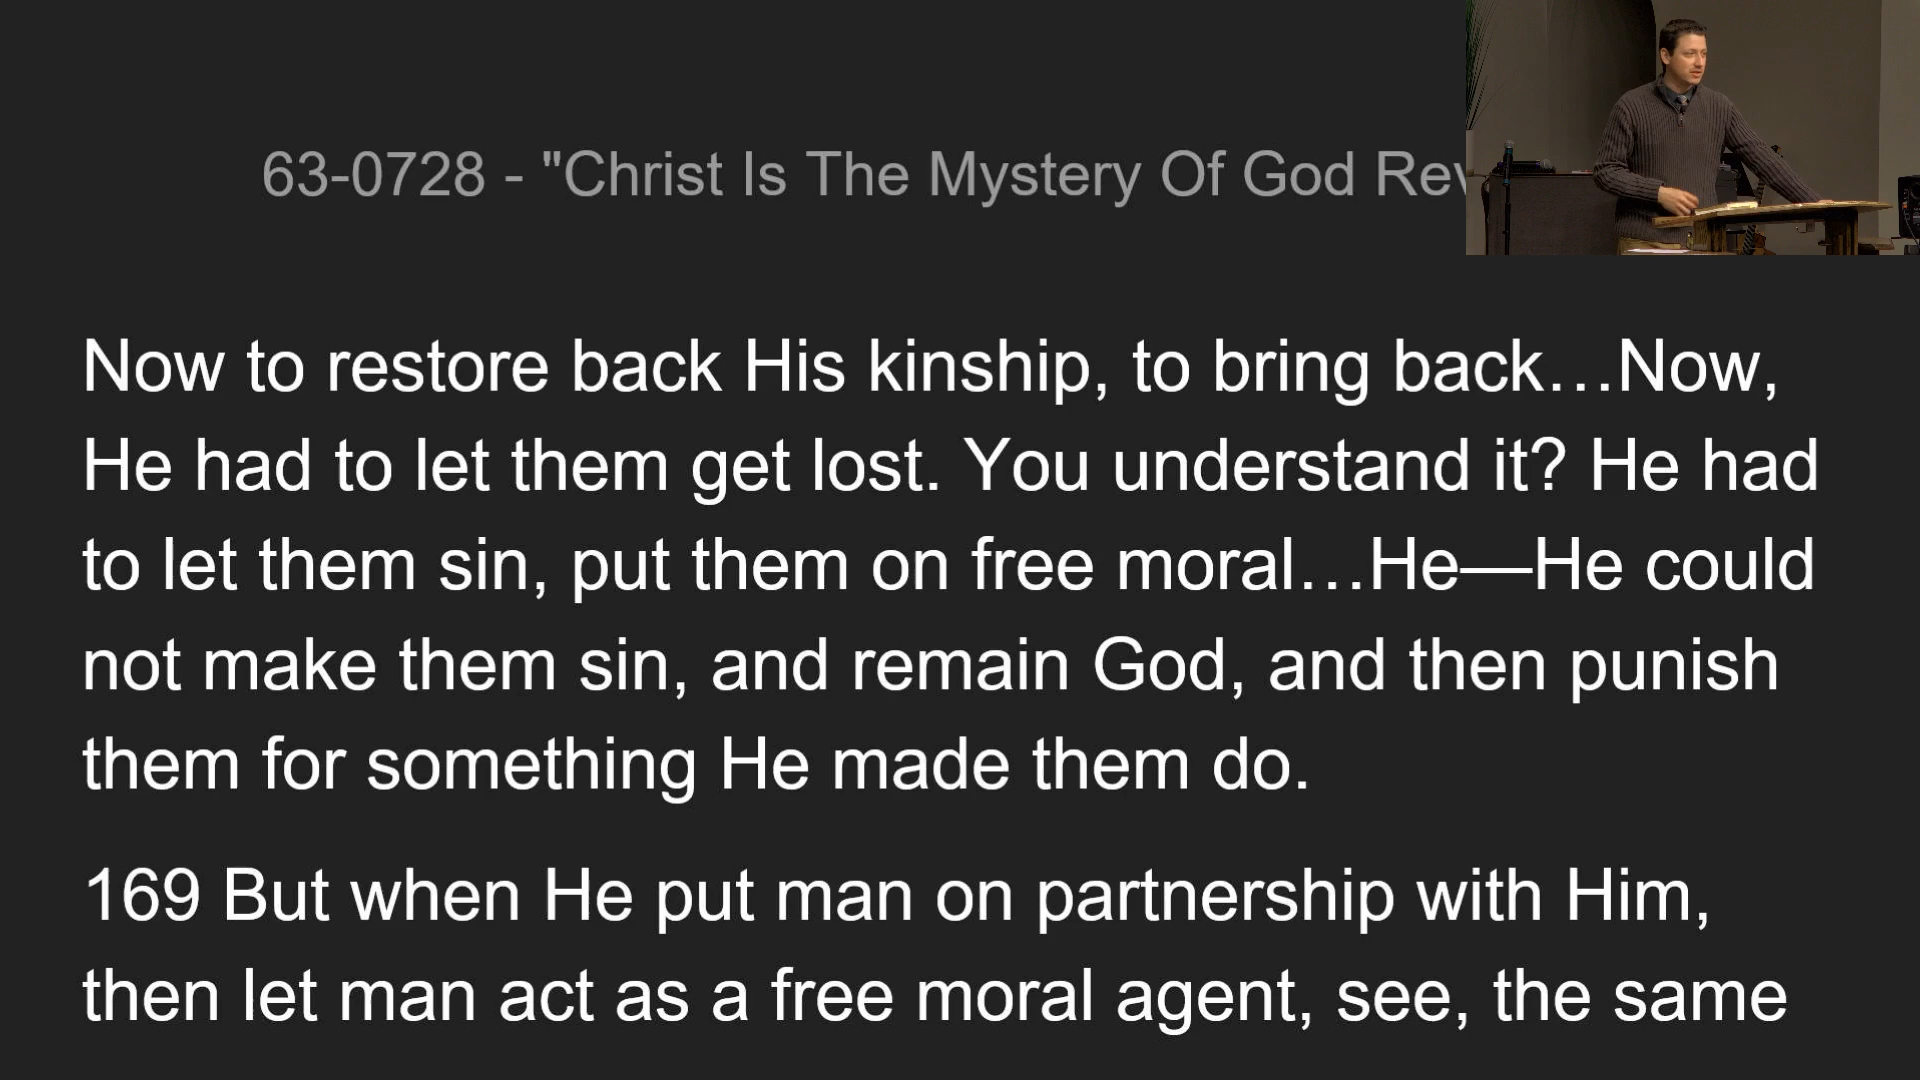 63-0728 - "Christ Is The Mystery Of God
Now to restore back His kinship, to bring back…Now,
He had to let them get lost. You understand it? He had
to let them sin, put them on free moral…He—He could
not make them sin, and remain God, and then punish
them for something He made them do.
169 But when He put man on partnership with Him,
then let man act as a free moral agent, see, the same